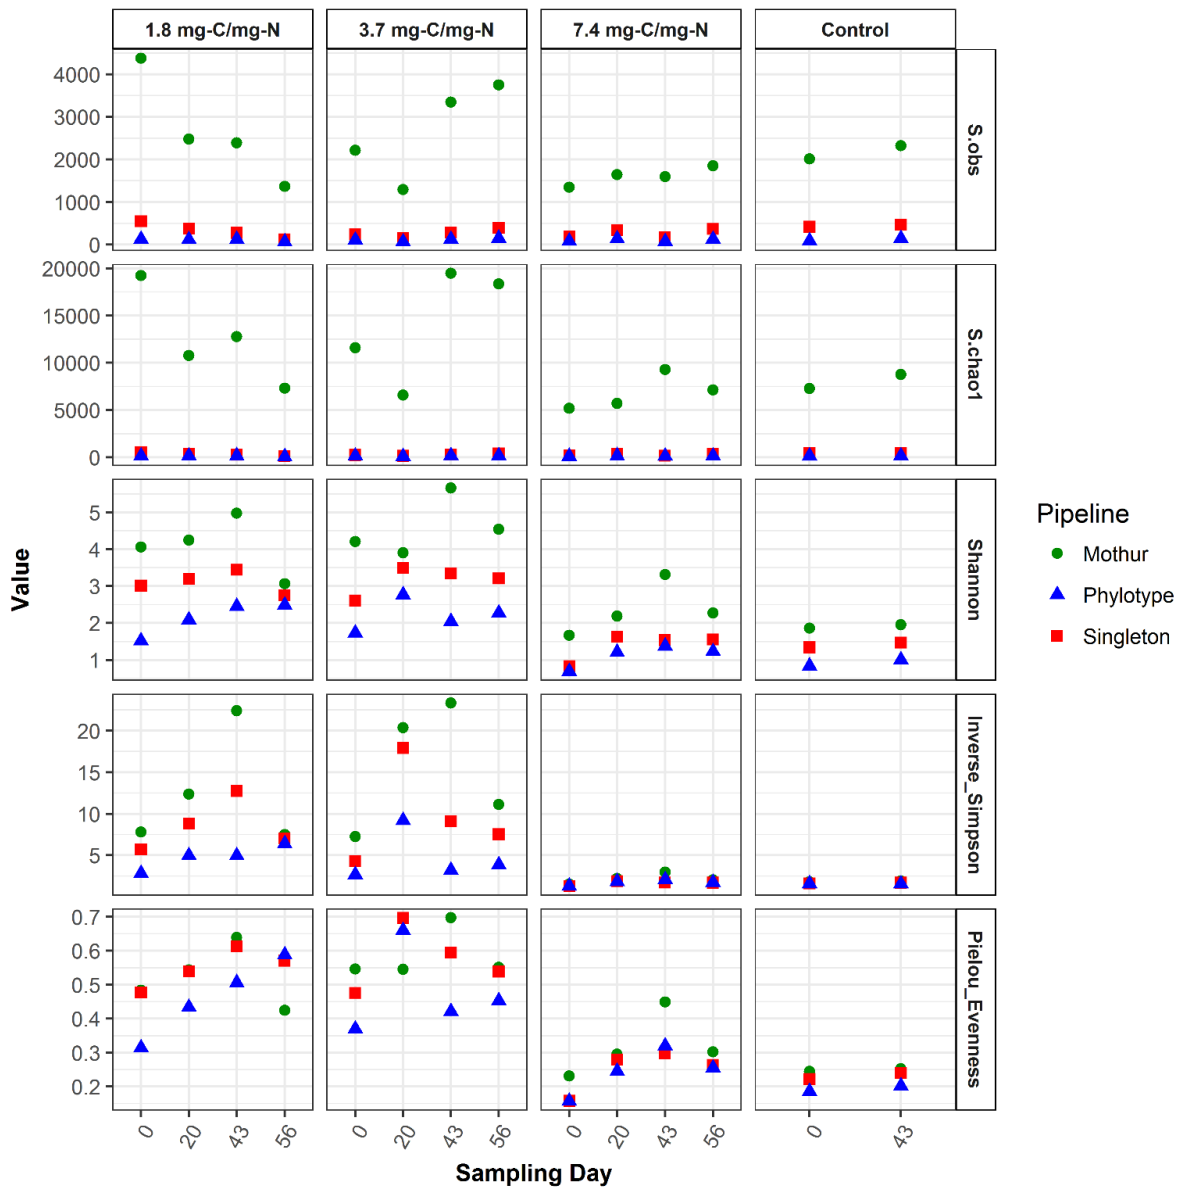 1.8 mg-C/mg-N 3.7 mg-C/mg-N 7.4 mg-C/mg-N Control
4000
3000
2000
1000
0
S.obs
20000
15000
10000
5000
0
S.chao1
5
4
3
2
1
Shannon
20
15
10
5
Inverse_Simpson
0.7
0.6
0.5
0.4
0.3
0.2
Pielou_Evenness
0 20 43 56 0 20 43 56 0 20 43 56 0 43
Sampling Day
Value
Pipeline
Mothur
Phylotype
Singleton